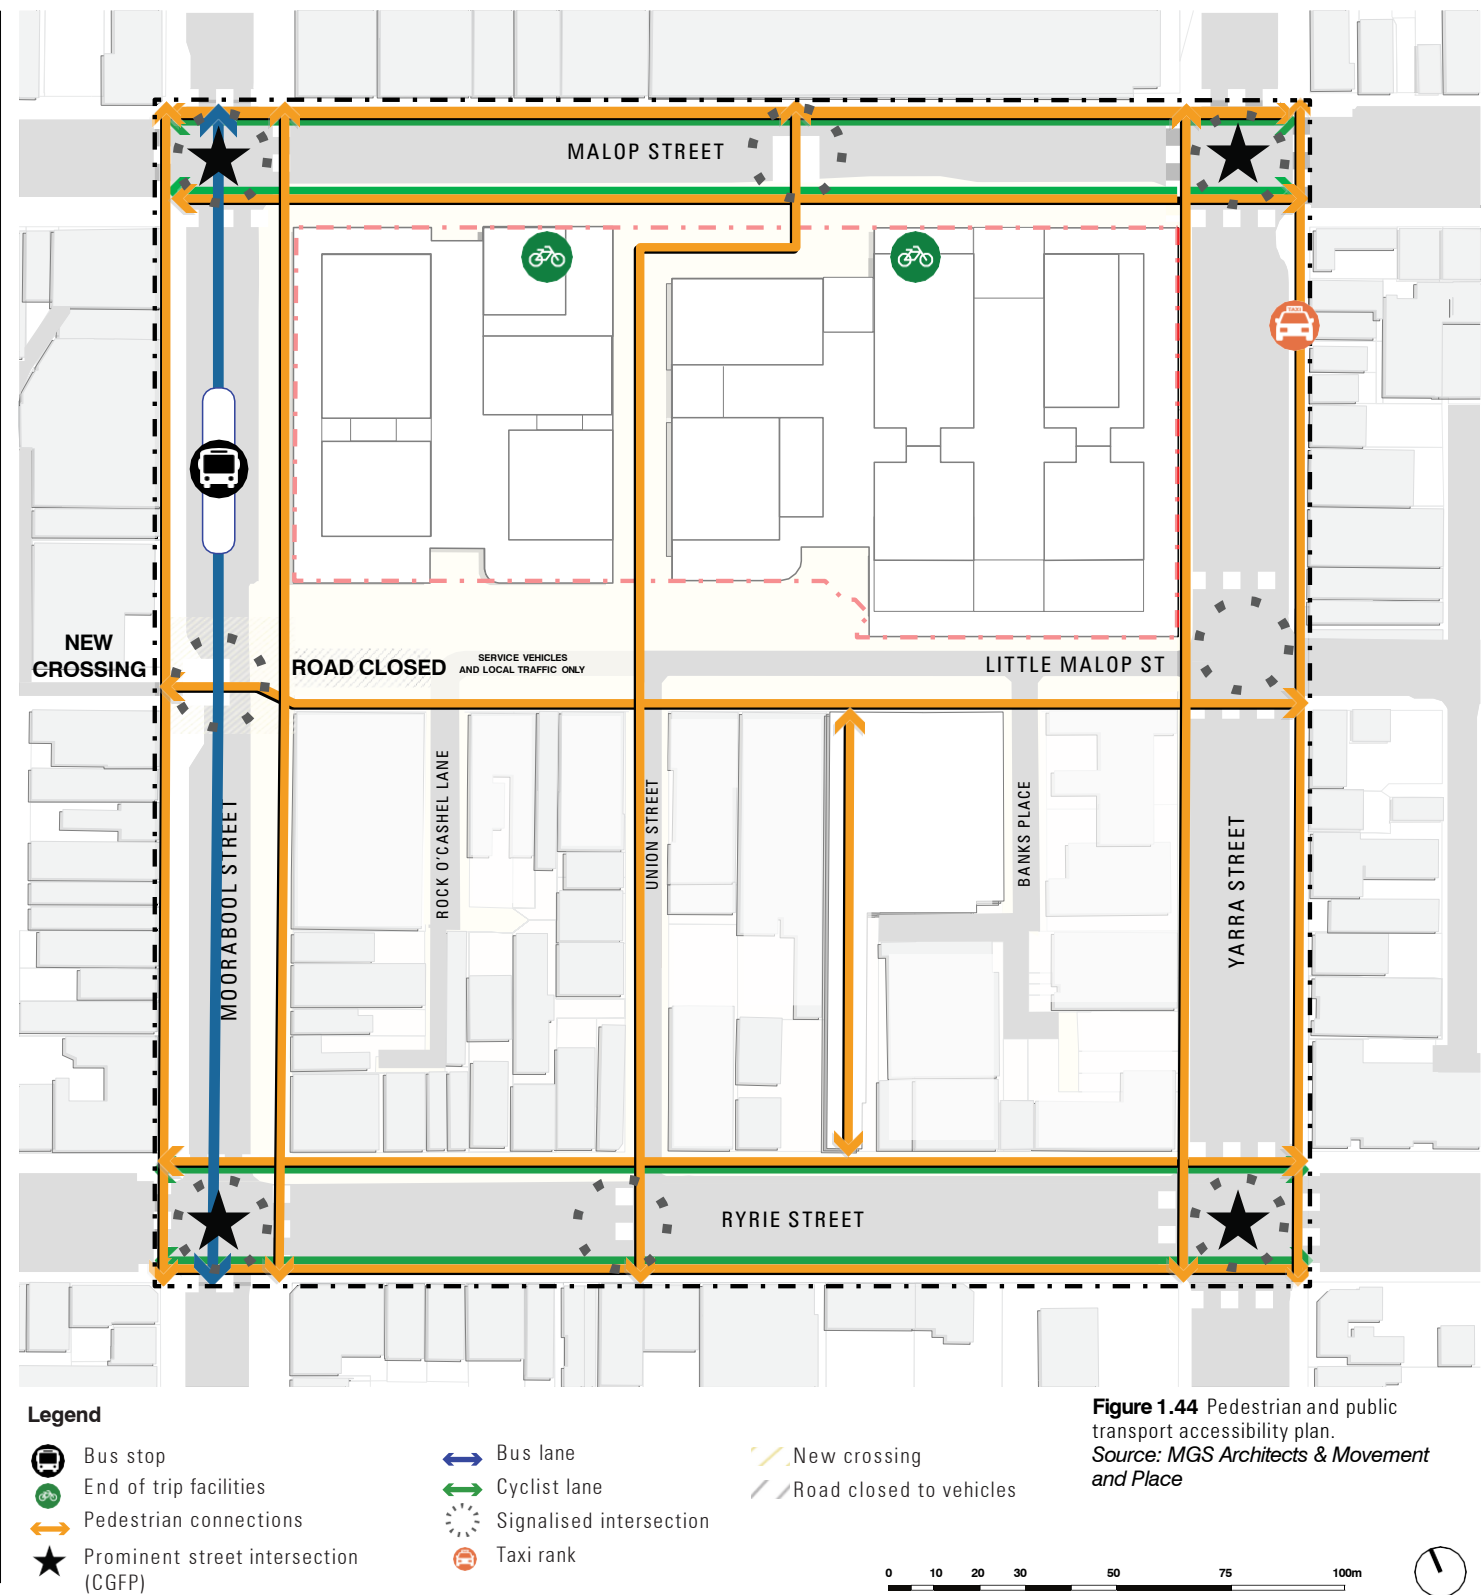 MALOP STREET
TAXI
NEW
CROSSING
ROAD CLOSED
SERVICE VEHICLES
AND LOCAL TRAFFIC ONLY
LITTLE MALOP ST
MOORABOOL STREET
ROCK O'CASHEL LANE
UNION STREET
BANKS PLACE
YARRA STREET
RYRIE STREET
Legend
Bus stop
End of trip facilities
Pedestrian connections
Prominent street intersection
(CGFP)
Bus lane
Cyclist lane
Signalised intersection
Taxi rank
New crossing
Road closed to vehicles
Figure 1.44 Pedestrian and public
transport accessibility plan.
Source: MGS Architects & Movement
and Place
0 10 20 30 50 75 100m